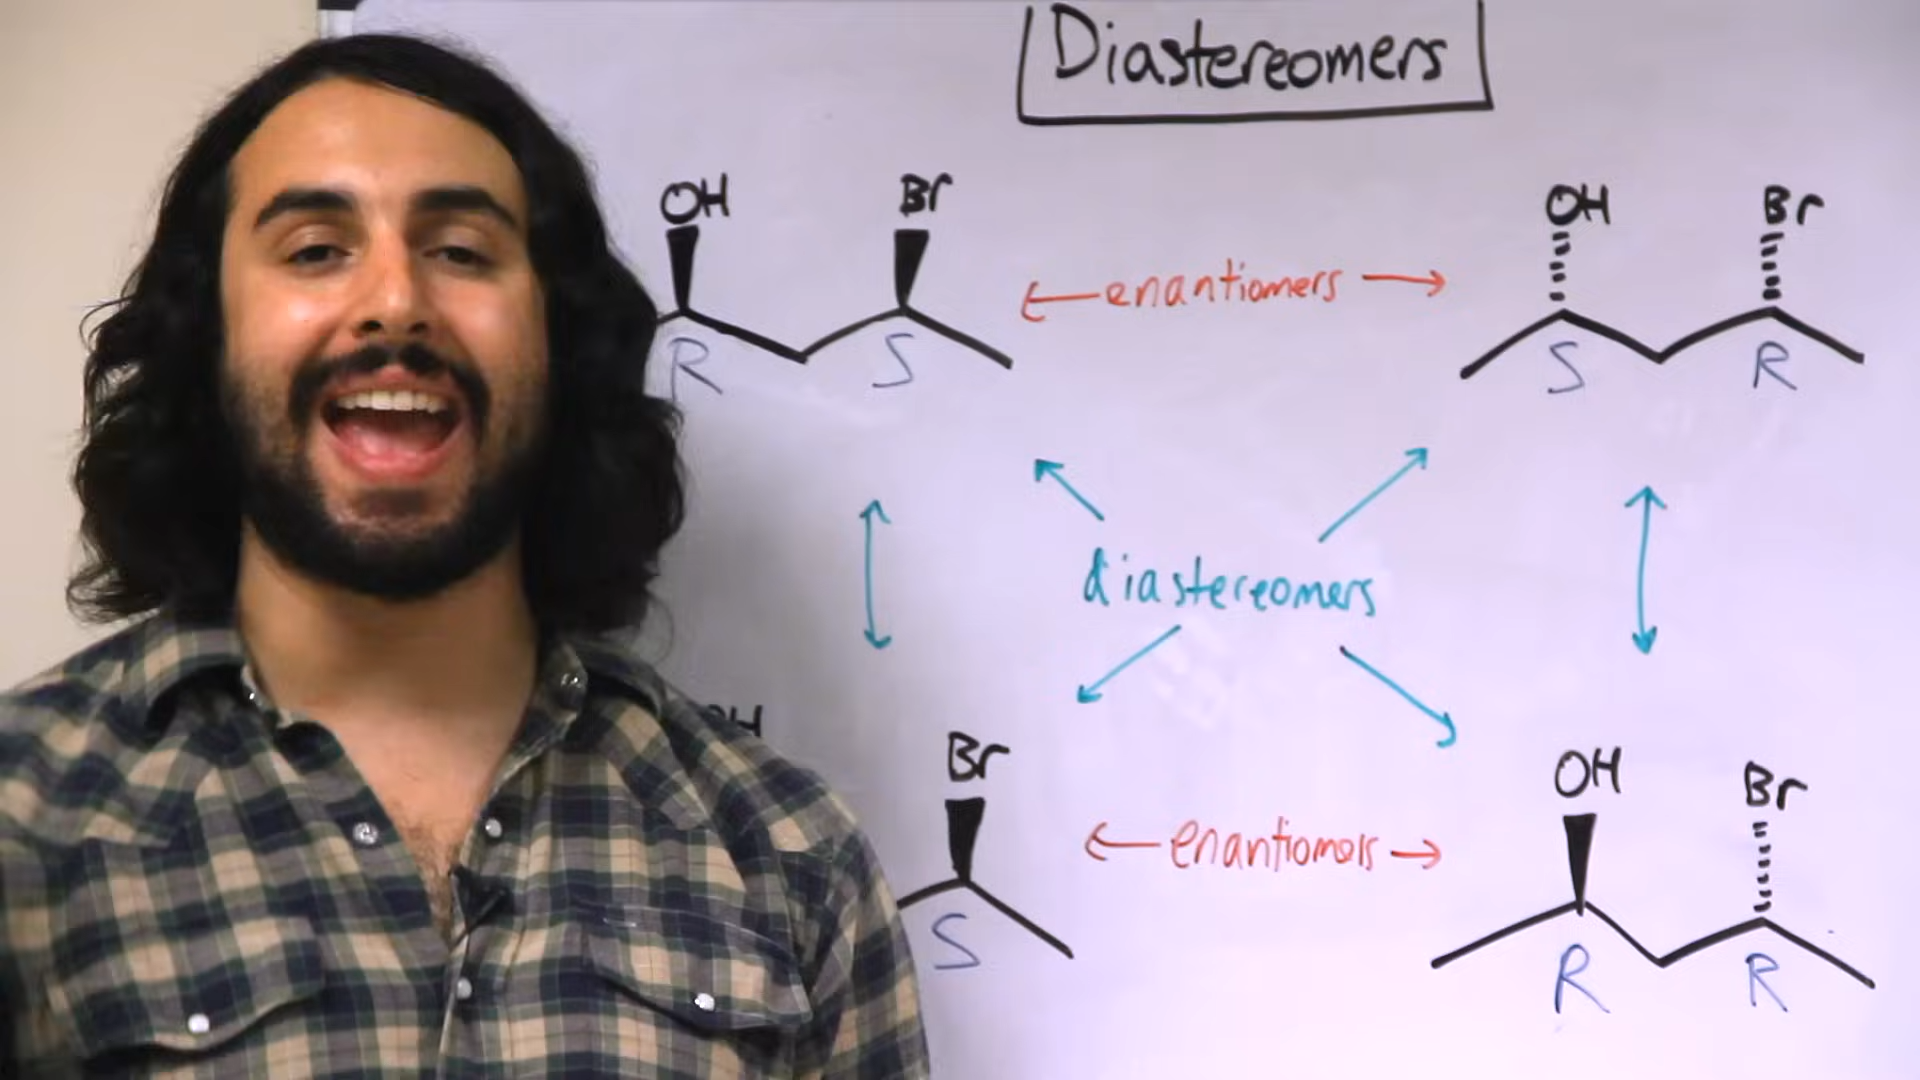 Diastereomers
OH Br
OH Br
← enantiomers →
R S
S R
diastereomers
OH
Br
OH Br
← enantiomers →
S
R R